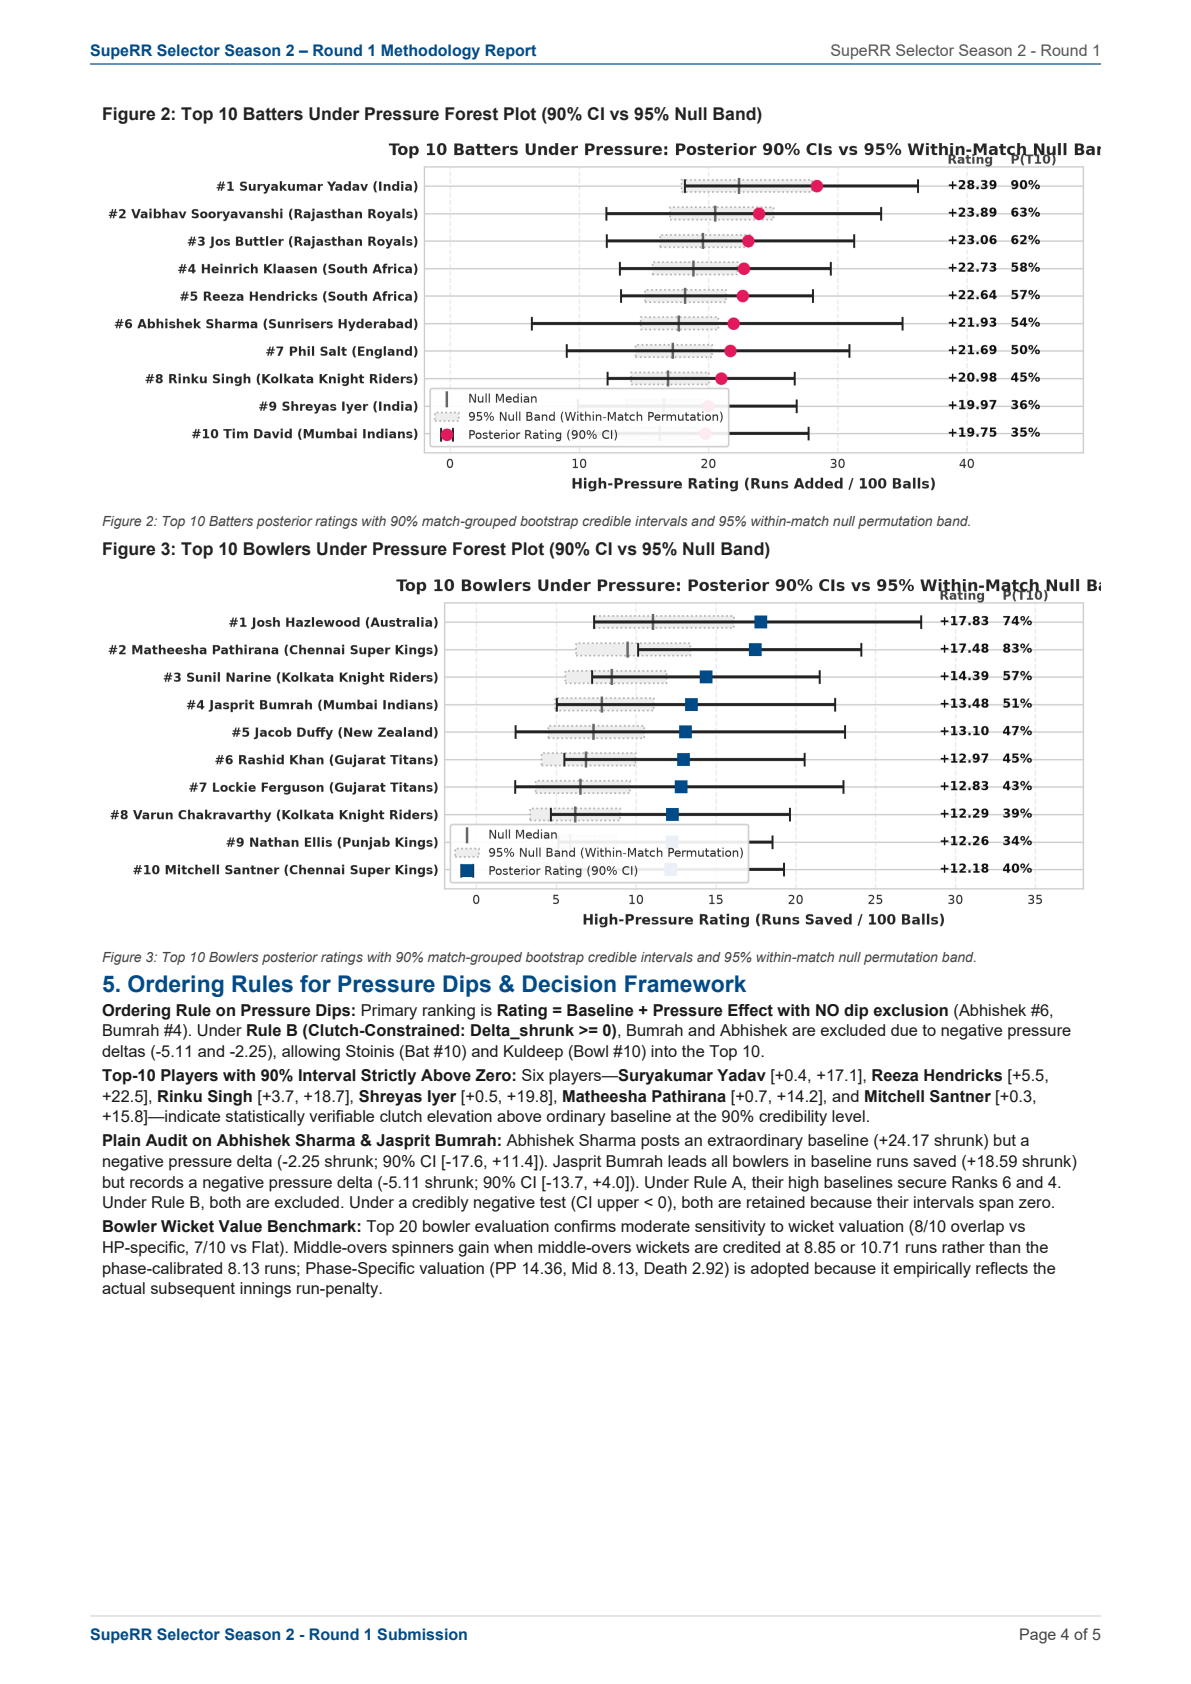 SupeRR Selector Season 2 – Round 1 Methodology Report
SupeRR Selector Season 2 - Round 1
Figure 2: Top 10 Batters Under Pressure Forest Plot (90% CI vs 95% Null Band)
Top 10 Batters Under Pressure: Posterior 90% CIs vs 95% Within-Match Null Bar
Rating P(T10)
#1 Suryakumar Yadav (India) +28.39 90%
#2 Vaibhav Sooryavanshi (Rajasthan Royals) +23.89 63%
#3 Jos Buttler (Rajasthan Royals) +23.06 62%
#4 Heinrich Klaasen (South Africa) +22.73 58%
#5 Reeza Hendricks (South Africa) +22.64 57%
#6 Abhishek Sharma (Sunrisers Hyderabad) +21.93 54%
#7 Phil Salt (England) +21.69 50%
#8 Rinku Singh (Kolkata Knight Riders) +20.98 45%
#9 Shreyas Iyer (India) +19.97 36%
#10 Tim David (Mumbai Indians) +19.75 35%
Null Median
95% Null Band (Within-Match Permutation)
Posterior Rating (90% CI)
0 10 20 30 40
High-Pressure Rating (Runs Added / 100 Balls)
Figure 2: Top 10 Batters posterior ratings with 90% match-grouped bootstrap credible intervals and 95% within-match null permutation band.
Figure 3: Top 10 Bowlers Under Pressure Forest Plot (90% CI vs 95% Null Band)
Top 10 Bowlers Under Pressure: Posterior 90% CIs vs 95% Within-Match Null Ba
Rating P(T10)
#1 Josh Hazlewood (Australia) +17.83 74%
#2 Matheesha Pathirana (Chennai Super Kings) +17.48 83%
#3 Sunil Narine (Kolkata Knight Riders) +14.39 57%
#4 Jasprit Bumrah (Mumbai Indians) +13.48 51%
#5 Jacob Duffy (New Zealand) +13.10 47%
#6 Rashid Khan (Gujarat Titans) +12.97 45%
#7 Lockie Ferguson (Gujarat Titans) +12.83 43%
#8 Varun Chakravarthy (Kolkata Knight Riders) +12.29 39%
#9 Nathan Ellis (Punjab Kings) +12.26 34%
#10 Mitchell Santner (Chennai Super Kings) +12.18 40%
Null Median
95% Null Band (Within-Match Permutation)
Posterior Rating (90% CI)
0 5 10 15 20 25 30 35
High-Pressure Rating (Runs Saved / 100 Balls)
Figure 3: Top 10 Bowlers posterior ratings with 90% match-grouped bootstrap credible intervals and 95% within-match null permutation band.
5. Ordering Rules for Pressure Dips & Decision Framework
Ordering Rule on Pressure Dips: Primary ranking is Rating = Baseline + Pressure Effect with NO dip exclusion (Abhishek #6,
Bumrah #4). Under Rule B (Clutch-Constrained: Delta_shrunk >= 0), Bumrah and Abhishek are excluded due to negative pressure
deltas (-5.11 and -2.25), allowing Stoinis (Bat #10) and Kuldeep (Bowl #10) into the Top 10.
Top-10 Players with 90% Interval Strictly Above Zero: Six players—Suryakumar Yadav [+0.4, +17.1], Reeza Hendricks [+5.5,
+22.5], Rinku Singh [+3.7, +18.7], Shreyas Iyer [+0.5, +19.8], Matheesha Pathirana [+0.7, +14.2], and Mitchell Santner [+0.3,
+15.8]—indicate statistically verifiable clutch elevation above ordinary baseline at the 90% credibility level.
Plain Audit on Abhishek Sharma & Jasprit Bumrah: Abhishek Sharma posts an extraordinary baseline (+24.17 shrunk) but a
negative pressure delta (-2.25 shrunk; 90% CI [-17.6, +11.4]). Jasprit Bumrah leads all bowlers in baseline runs saved (+18.59 shrunk)
but records a negative pressure delta (-5.11 shrunk; 90% CI [-13.7, +4.0]). Under Rule A, their high baselines secure Ranks 6 and 4.
Under Rule B, both are excluded. Under a credibly negative test (CI upper < 0), both are retained because their intervals span zero.
Bowler Wicket Value Benchmark: Top 20 bowler evaluation confirms moderate sensitivity to wicket valuation (8/10 overlap vs
HP-specific, 7/10 vs Flat). Middle-overs spinners gain when middle-overs wickets are credited at 8.85 or 10.71 runs rather than the
phase-calibrated 8.13 runs; Phase-Specific valuation (PP 14.36, Mid 8.13, Death 2.92) is adopted because it empirically reflects the
actual subsequent innings run-penalty.
SupeRR Selector Season 2 - Round 1 Submission
Page 4 of 5